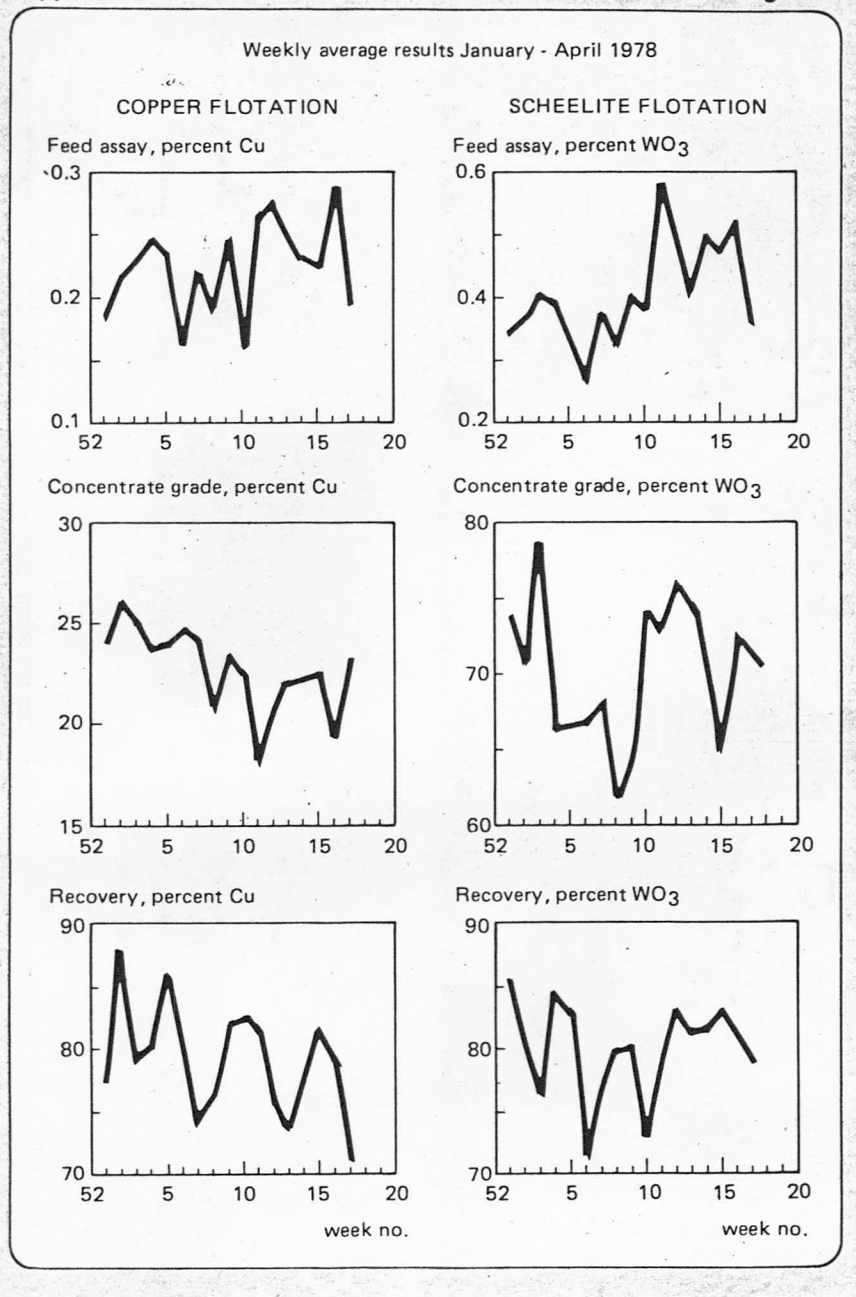 Weekly average results January - April 1978
COPPER FLOTATION
Feed assay, percent Cu
0.3
0.2
0.1
52 5 10 15 20
Concentrate grade, percent Cu
30
25
20
15
52 5 10 15 20
Recovery, percent Cu
90
80
70
52 5 10 15 20
week no.
SCHEELITE FLOTATION
Feed assay, percent WO3
0.6
0.4
0.2
52 5 10 15 20
Concentrate grade, percent WO3
80
70
60
52 5 10 15 20
Recovery, percent WO3
90
80
70
52 5 10 15 20
week no.